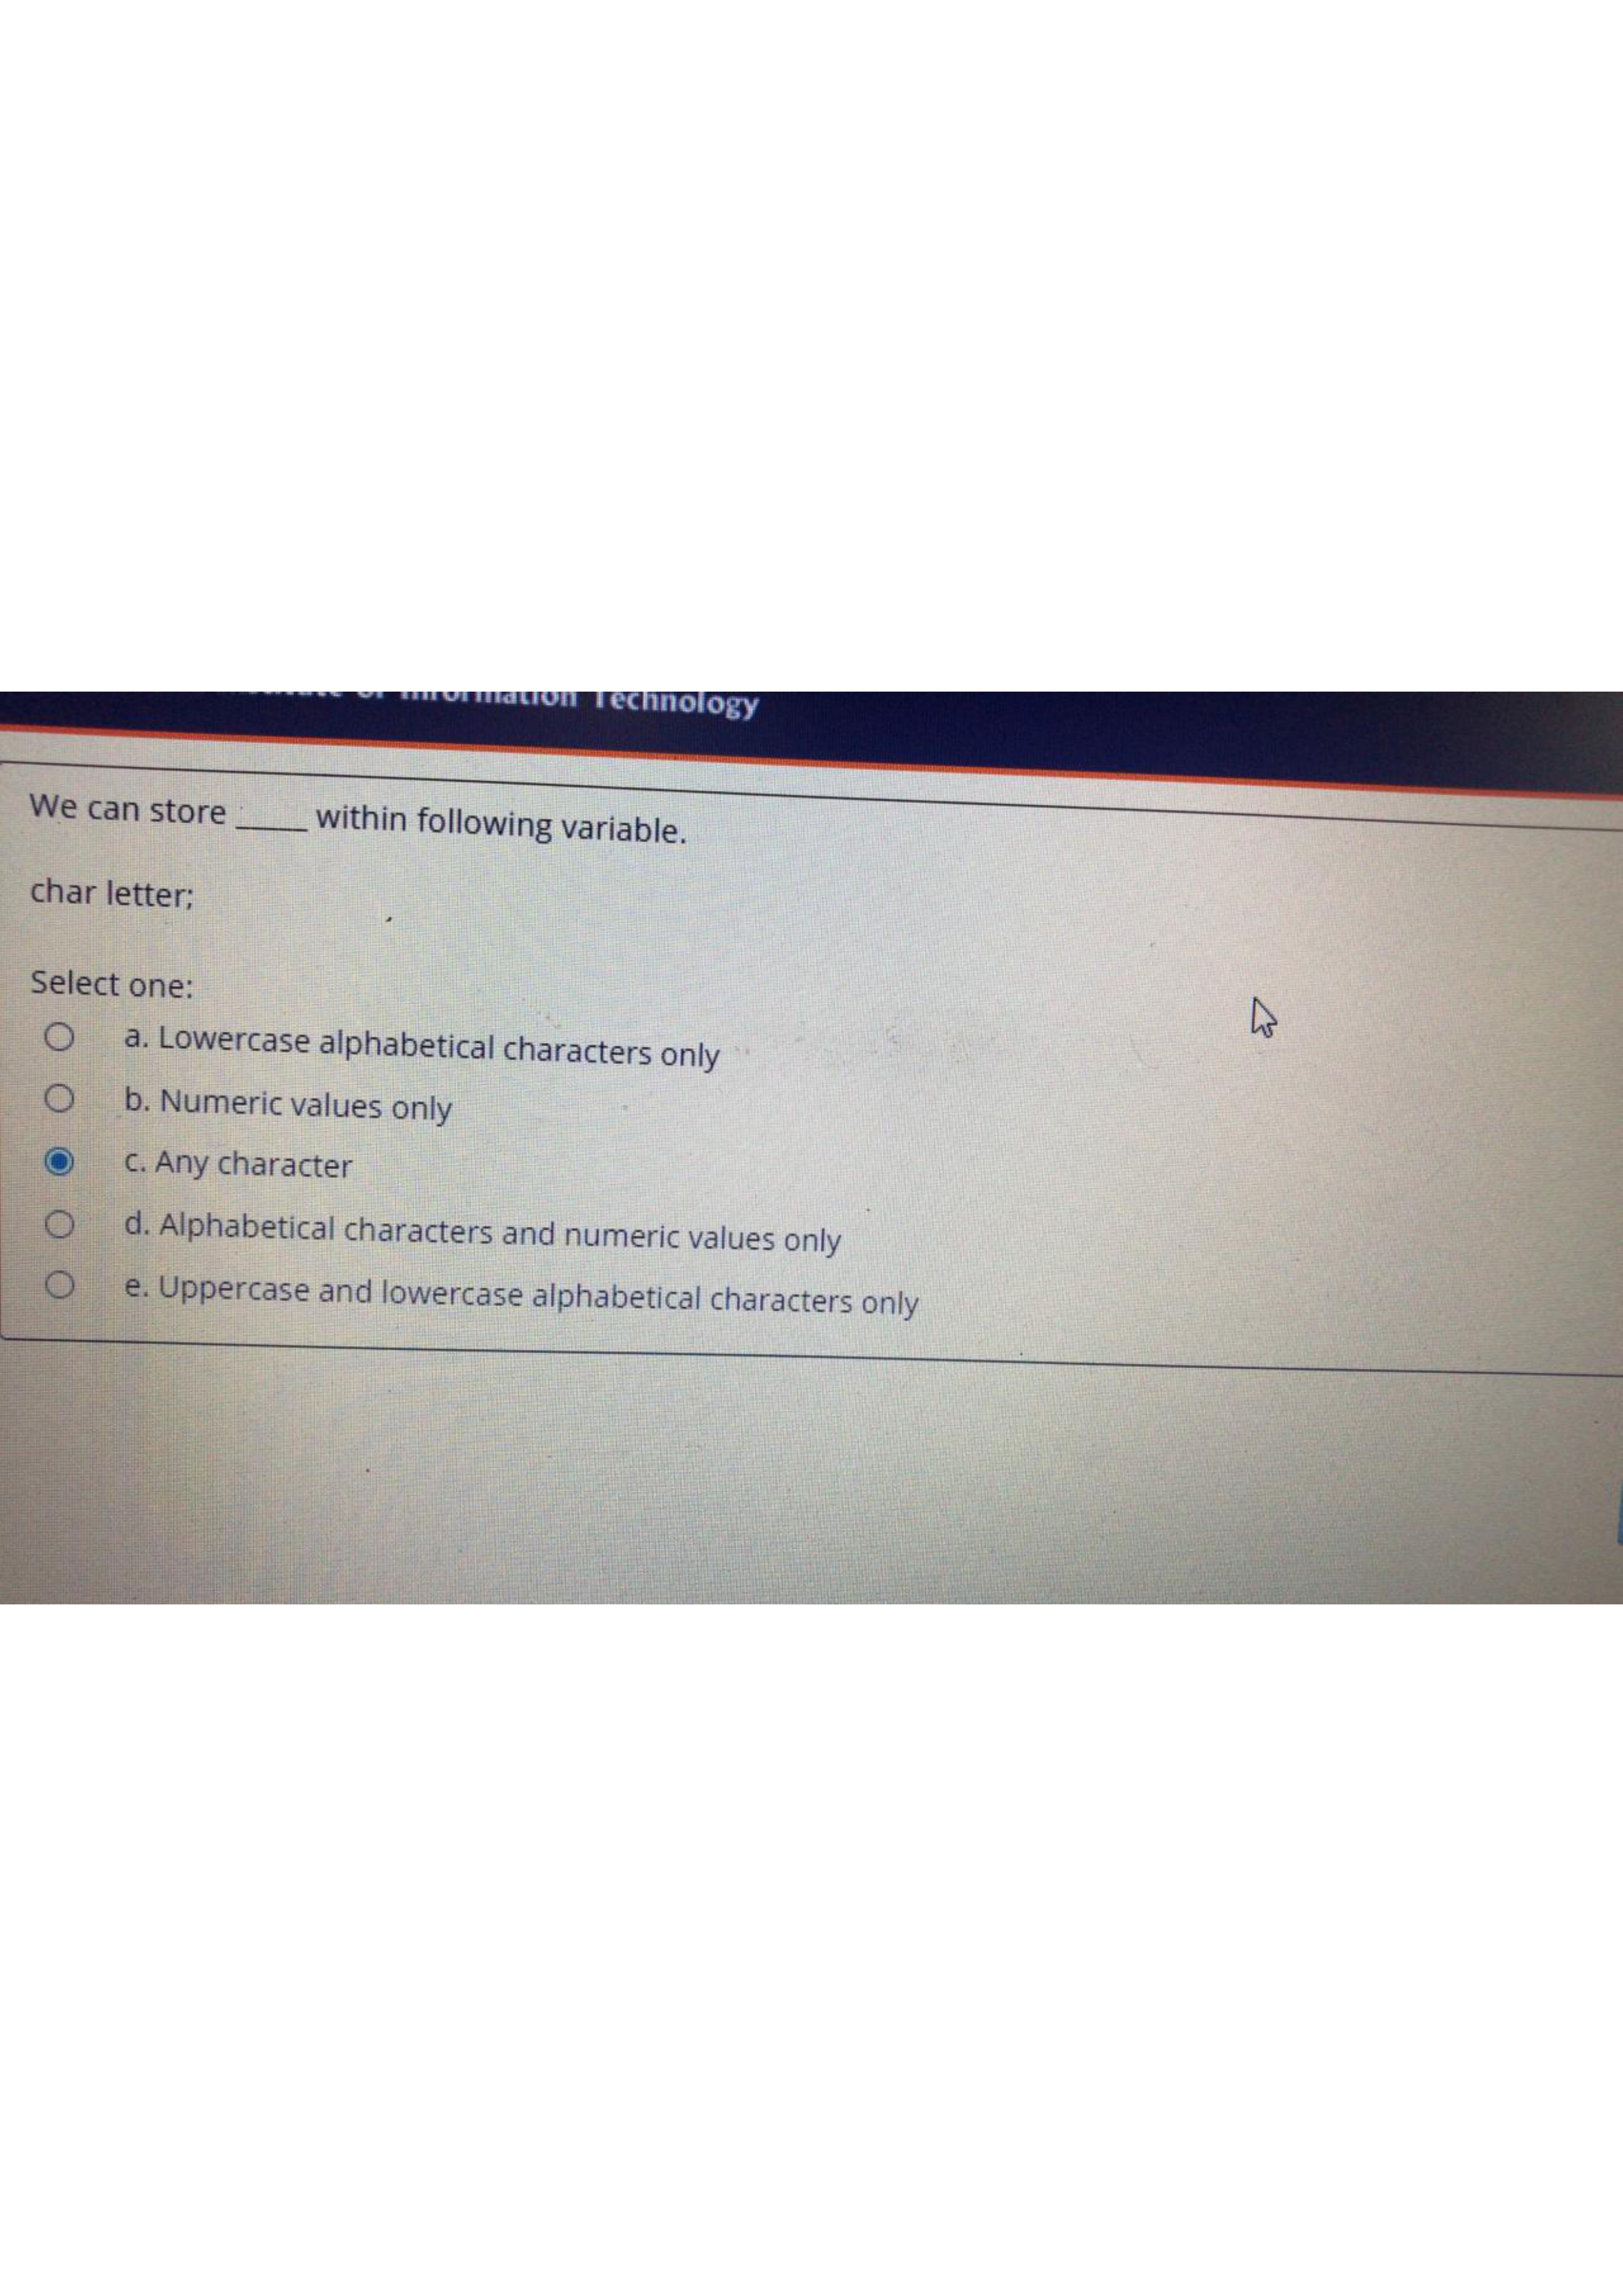 of Information Technology
We can store _____ within following variable.
char letter;
Select one:
a. Lowercase alphabetical characters only
b. Numeric values only
c. Any character
d. Alphabetical characters and numeric values only
e. Uppercase and lowercase alphabetical characters only